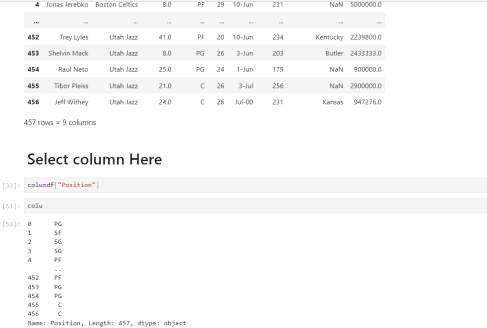 4 Jonas Jerebko Boston Celtics 8.0 PF 29 10-Jun 231 NaN 5000000.0
... ... ... ... ... ... ... ... ... ...
452 Trey Lyles Utah Jazz 41.0 PF 20 10-Jun 234 Kentucky 2239800.0
453 Shelvin Mack Utah Jazz 8.0 PG 26 3-Jun 203 Butler 2433333.0
454 Raul Neto Utah Jazz 25.0 PG 24 1-Jun 179 NaN 900000.0
455 Tibor Pleiss Utah Jazz 21.0 C 26 3-Jul 256 NaN 2900000.0
456 Jeff Withey Utah Jazz 24.0 C 26 Jul-00 231 Kansas 947276.0
457 rows × 9 columns
Select column Here
colu=df["Position"]
colu
0 PG
1 SF
2 SG
3 SG
4 PF
..
452 PF
453 PG
454 PG
455 C
456 C
Name: Position, Length: 457, dtype: object